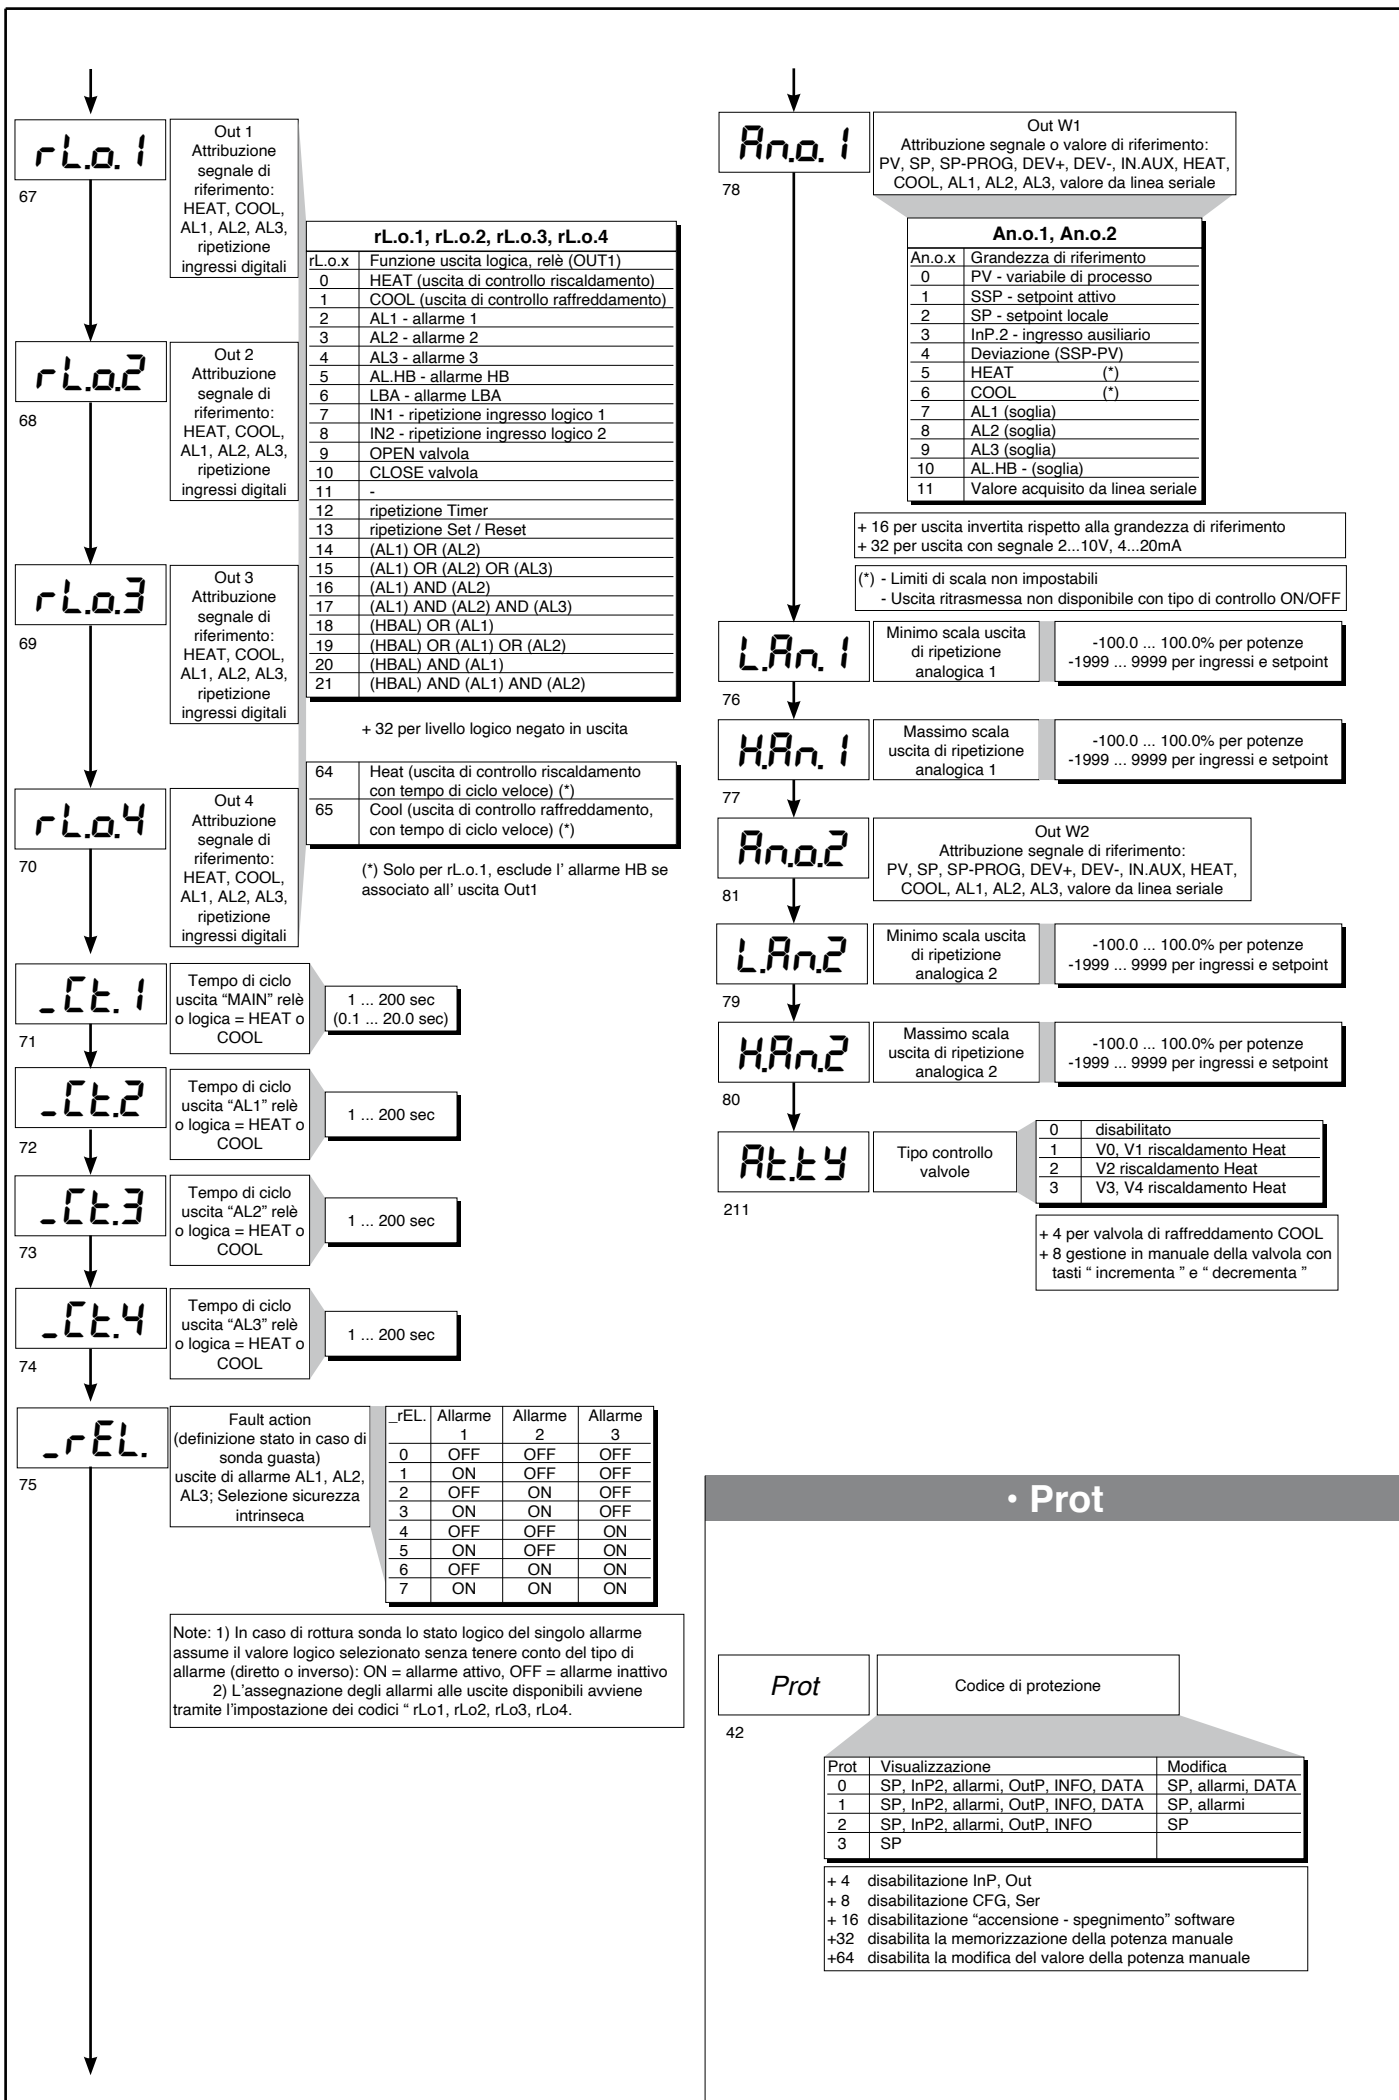 rL.o.1
67
Out 1
Attribuzione
segnale di
riferimento:
HEAT, COOL,
AL1, AL2, AL3,
ripetizione
ingressi digitali
rL.o.2
68
Out 2
Attribuzione
segnale di
riferimento:
HEAT, COOL,
AL1, AL2, AL3,
ripetizione
ingressi digitali
rL.o.3
69
Out 3
Attribuzione
segnale di
riferimento:
HEAT, COOL,
AL1, AL2, AL3,
ripetizione
ingressi digitali
rL.o.4
70
Out 4
Attribuzione
segnale di
riferimento:
HEAT, COOL,
AL1, AL2, AL3,
ripetizione
ingressi digitali
rL.o.1, rL.o.2, rL.o.3, rL.o.4
rL.o.x Funzione uscita logica, relè (OUT1)
0 HEAT (uscita di controllo riscaldamento)
1 COOL (uscita di controllo raffreddamento)
2 AL1 - allarme 1
3 AL2 - allarme 2
4 AL3 - allarme 3
5 AL.HB - allarme HB
6 LBA - allarme LBA
7 IN1 - ripetizione ingresso logico 1
8 IN2 - ripetizione ingresso logico 2
9 OPEN valvola
10 CLOSE valvola
11 -
12 ripetizione Timer
13 ripetizione Set / Reset
14 (AL1) OR (AL2)
15 (AL1) OR (AL2) OR (AL3)
16 (AL1) AND (AL2)
17 (AL1) AND (AL2) AND (AL3)
18 (HBAL) OR (AL1)
19 (HBAL) OR (AL1) OR (AL2)
20 (HBAL) AND (AL1)
21 (HBAL) AND (AL1) AND (AL2)
+ 32 per livello logico negato in uscita
64 Heat (uscita di controllo riscaldamento
con tempo di ciclo veloce) (*)
65 Cool (uscita di controllo raffreddamento,
con tempo di ciclo veloce) (*)
(*) Solo per rL.o.1, esclude l' allarme HB se
associato all' uscita Out1
_Ct.1
71
Tempo di ciclo
uscita “MAIN” relè
o logica = HEAT o
COOL
1 ... 200 sec
(0.1 ... 20.0 sec)
_Ct.2
72
Tempo di ciclo
uscita “AL1” relè
o logica = HEAT o
COOL
1 ... 200 sec
_Ct.3
73
Tempo di ciclo
uscita “AL2” relè
o logica = HEAT o
COOL
1 ... 200 sec
_Ct.4
74
Tempo di ciclo
uscita “AL3” relè
o logica = HEAT o
COOL
1 ... 200 sec
_rEL.
75
Fault action
(definizione stato in caso di
sonda guasta)
uscite di allarme AL1, AL2,
AL3; Selezione sicurezza
intrinseca
_rEL. Allarme Allarme Allarme
1 2 3
0 OFF OFF OFF
1 ON OFF OFF
2 OFF ON OFF
3 ON ON OFF
4 OFF OFF ON
5 ON OFF ON
6 OFF ON ON
7 ON ON ON
Note: 1) In caso di rottura sonda lo stato logico del singolo allarme
assume il valore logico selezionato senza tenere conto del tipo di
allarme (diretto o inverso): ON = allarme attivo, OFF = allarme inattivo
2) L'assegnazione degli allarmi alle uscite disponibili avviene
tramite l'impostazione dei codici “ rLo1, rLo2, rLo3, rLo4.
An.o.1
78
Out W1
Attribuzione segnale o valore di riferimento:
PV, SP, SP-PROG, DEV+, DEV-, IN.AUX, HEAT,
COOL, AL1, AL2, AL3, valore da linea seriale
An.o.1, An.o.2
An.o.x Grandezza di riferimento
0 PV - variabile di processo
1 SSP - setpoint attivo
2 SP - setpoint locale
3 InP.2 - ingresso ausiliario
4 Deviazione (SSP-PV)
5 HEAT (*)
6 COOL (*)
7 AL1 (soglia)
8 AL2 (soglia)
9 AL3 (soglia)
10 AL.HB - (soglia)
11 Valore acquisito da linea seriale
+ 16 per uscita invertita rispetto alla grandezza di riferimento
+ 32 per uscita con segnale 2...10V, 4...20mA
(*) - Limiti di scala non impostabili
- Uscita ritrasmessa non disponibile con tipo di controllo ON/OFF
L.An.1
76
Minimo scala uscita
di ripetizione
analogica 1
-100.0 ... 100.0% per potenze
-1999 ... 9999 per ingressi e setpoint
H.An.1
77
Massimo scala
uscita di ripetizione
analogica 1
-100.0 ... 100.0% per potenze
-1999 ... 9999 per ingressi e setpoint
An.o.2
81
Out W2
Attribuzione segnale di riferimento:
PV, SP, SP-PROG, DEV+, DEV-, IN.AUX, HEAT,
COOL, AL1, AL2, AL3, valore da linea seriale
L.An.2
79
Minimo scala uscita
di ripetizione
analogica 2
-100.0 ... 100.0% per potenze
-1999 ... 9999 per ingressi e setpoint
H.An.2
80
Massimo scala
uscita di ripetizione
analogica 2
-100.0 ... 100.0% per potenze
-1999 ... 9999 per ingressi e setpoint
At.tY
211
Tipo controllo
valvole
0 disabilitato
1 V0, V1 riscaldamento Heat
2 V2 riscaldamento Heat
3 V3, V4 riscaldamento Heat
+ 4 per valvola di raffreddamento COOL
+ 8 gestione in manuale della valvola con
tasti “ incrementa ” e “ decrementa ”
• Prot
Prot
42
Codice di protezione
Prot Visualizzazione Modifica
0 SP, InP2, allarmi, OutP, INFO, DATA SP, allarmi, DATA
1 SP, InP2, allarmi, OutP, INFO, DATA SP, allarmi
2 SP, InP2, allarmi, OutP, INFO SP
3 SP
+ 4 disabilitazione InP, Out
+ 8 disabilitazione CFG, Ser
+ 16 disabilitazione “accensione - spegnimento” software
+32 disabilita la memorizzazione della potenza manuale
+64 disabilita la modifica del valore della potenza manuale